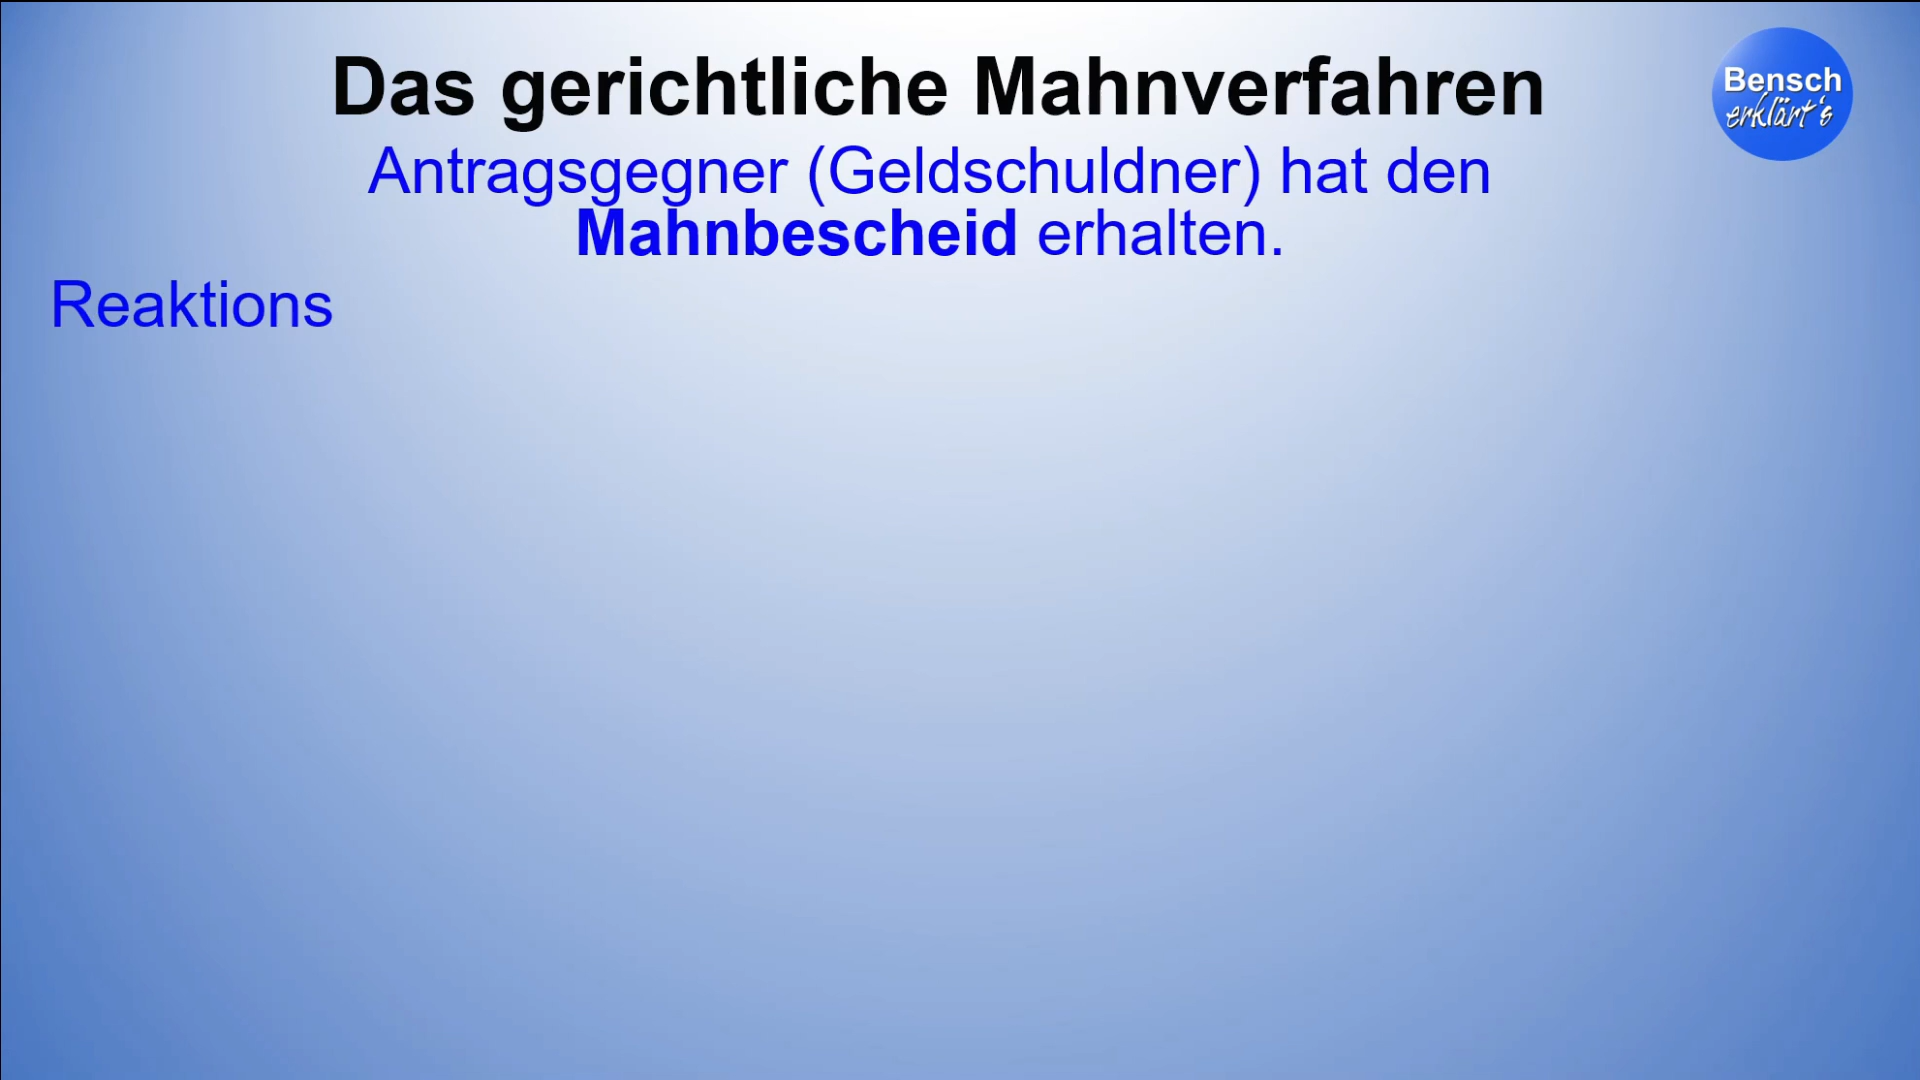 Das gerichtliche Mahnverfahren
Bensch
erklärt's
Antragsgegner (Geldschuldner) hat den
Mahnbescheid erhalten.
Reaktions